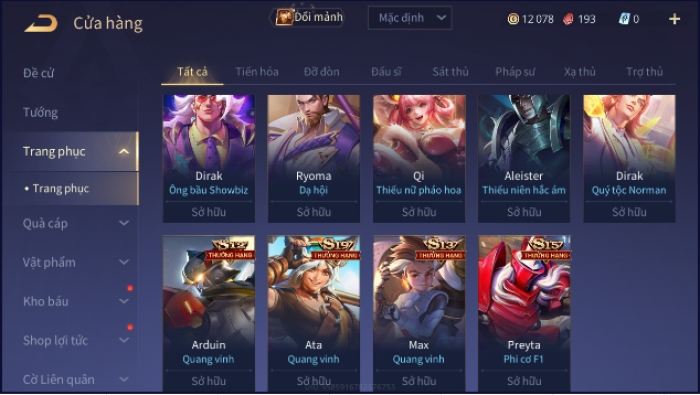 Cửa hàng
Đổi mảnh
Mặc định
12 078
193
0
Đề cử
Tướng
Trang phục
Trang phục
Quà cáp
Vật phẩm
Kho báu
Shop lợi tức
Cờ Liên quân
Tất cả
Tiến hóa
Đỡ đòn
Đấu sĩ
Sát thủ
Pháp sư
Xạ thủ
Trợ thủ
Dirak
Ông bầu Showbiz
Sở hữu
Ryoma
Dạ hội
Sở hữu
Qi
Thiếu nữ pháo hoa
Sở hữu
Aleister
Thiếu niên hắc ám
Sở hữu
Dirak
Quý tộc Norman
Sở hữu
THƯỞNG HẠNG
Arduin
Quang vinh
Sở hữu
S19
THƯỞNG HẠNG
Ata
Quang vinh
Sở hữu
S13
THƯỞNG HẠNG
Max
Quang vinh
Sở hữu
S15
THƯỞNG HẠNG
Preyta
Phi cơ F1
Sở hữu